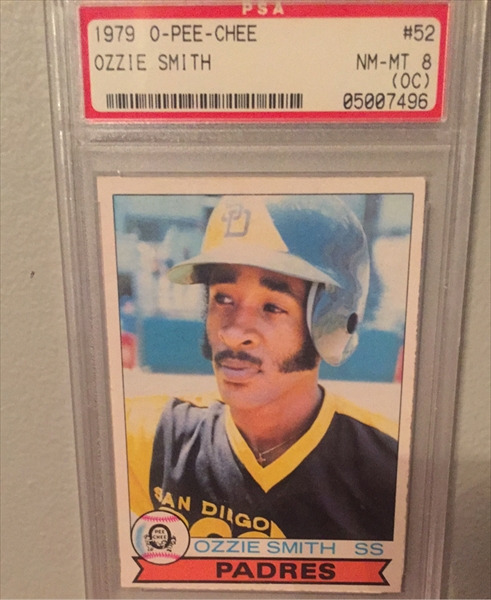 PSA
1979 O-PEE-CHEE #52
OZZIE SMITH NM-MT 8
(OC)
05007496
PD
SAN DIEGO
O PEE CHEE
OZZIE SMITH SS
PADRES